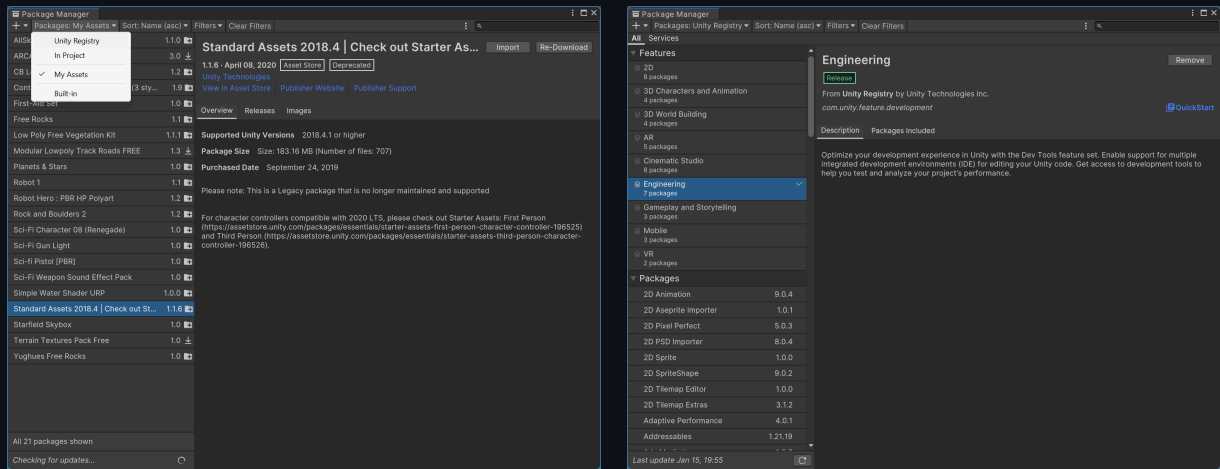 Package Manager
+ ▾ Packages: My Assets ▾ Sort: Name (asc) ▾ Filters ▾ Clear Filters
Unity Registry
In Project
My Assets
Built-in
1.1.0
3.0
1.2
(3 sty... 1.9
First-Aid Set 1.0
Free Rocks 1.1
Low Poly Free Vegetation Kit 1.1.1
Modular Lowpoly Track Roads FREE 1.3
Planets & Stars 1.0
Robot 1 1.1
Robot Hero : PBR HP Polyart 1.2
Rock and Boulders 2 1.2
Sci-Fi Character 08 (Renegade) 1.0
Sci-Fi Gun Light 1.0
Sci-fi Pistol [PBR] 1.0
Sci-Fi Weapon Sound Effect Pack 1.0
Simple Water Shader URP 1.0.0
Standard Assets 2018.4 | Check out St... 1.1.6
Starfield Skybox 1.0
Terrain Textures Pack Free 1.0
Yughues Free Rocks 1.0
All 21 packages shown
Checking for updates...
Standard Assets 2018.4 | Check out Starter As... Import Re-Download
1.1.6 · April 08, 2020 Asset Store Deprecated
Unity Technologies
View in Asset Store Publisher Website Publisher Support
Overview Releases Images
Supported Unity Versions 2018.4.1 or higher
Package Size Size: 183.16 MB (Number of files: 707)
Purchased Date September 24, 2019
Please note: This is a Legacy package that is no longer maintained and supported
For character controllers compatible with 2020 LTS, please check out Starter Assets: First Person
(https://assetstore.unity.com/packages/essentials/starter-assets-first-person-character-controller-196525)
and Third Person (https://assetstore.unity.com/packages/essentials/starter-assets-third-person-character-
controller-196526).
Package Manager
+ ▾ Packages: Unity Registry ▾ Sort: Name (asc) ▾ Filters ▾ Clear Filters
All Services
Features
2D
8 packages
3D Characters and Animation
4 packages
3D World Building
4 packages
AR
5 packages
Cinematic Studio
6 packages
Engineering
7 packages
Gameplay and Storytelling
3 packages
Mobile
3 packages
VR
2 packages
Packages
2D Animation 9.0.4
2D Aseprite Importer 1.0.1
2D Pixel Perfect 5.0.3
2D PSD Importer 8.0.4
2D Sprite 1.0.0
2D SpriteShape 9.0.2
2D Tilemap Editor 1.0.0
2D Tilemap Extras 3.1.2
Adaptive Performance 4.0.1
Addressables 1.21.19
Last update Jan 15, 19:55
Engineering Remove
Release
From Unity Registry by Unity Technologies Inc.
com.unity.feature.development QuickStart
Description Packages Included
Optimize your development experience in Unity with the Dev Tools feature set. Enable support for multiple
integrated development environments (IDE) for editing your Unity code. Get access to development tools to
help you test and analyze your project's performance.